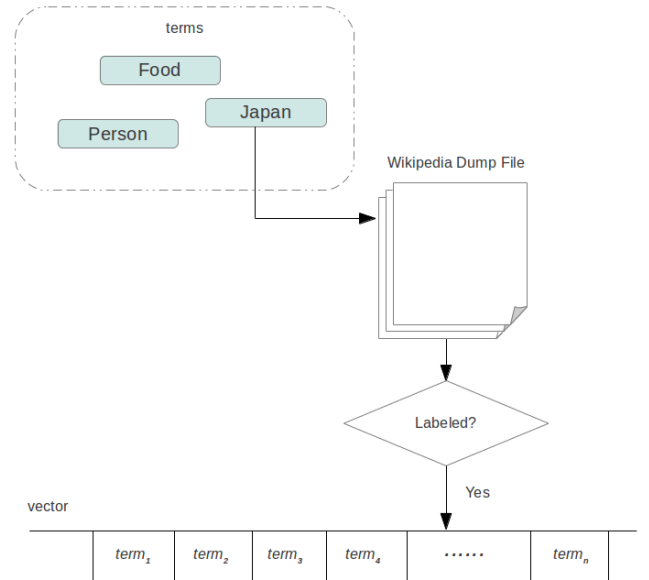 terms
Food
Japan
Person
Wikipedia Dump File
Labeled?
Yes
vector
term1 term2 term3 term4 ...... termn